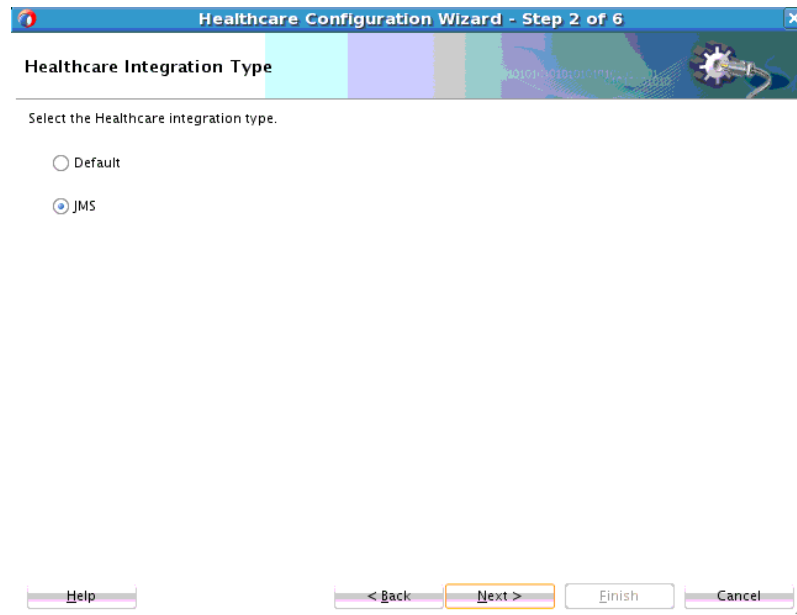 Healthcare Configuration Wizard - Step 2 of 6
Healthcare Integration Type
Select the Healthcare integration type.
Default
JMS
Help
< Back
Next >
Finish
Cancel